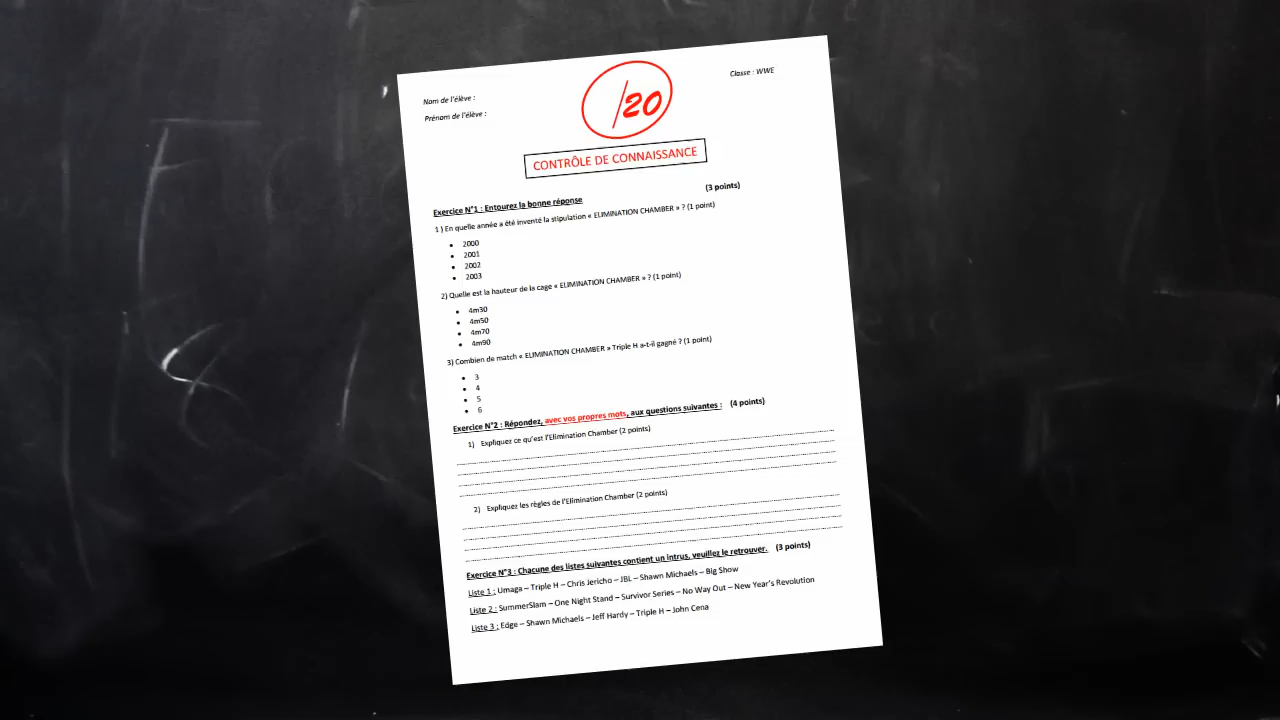 Nom de l'élève :
Classe : WWE
Prénom de l'élève :
/20
CONTRÔLE DE CONNAISSANCE
Exercice N°1 : Entourez la bonne réponse (3 points)
1 ) En quelle année a été inventé la stipulation « ELIMINATION CHAMBER » ? (1 point)
• 2000
• 2001
• 2002
• 2003
2) Quelle est la hauteur de la cage « ELIMINATION CHAMBER » ? (1 point)
• 4m30
• 4m50
• 4m70
• 4m90
3) Combien de match « ELIMINATION CHAMBER » Triple H a-t-il gagné ? (1 point)
• 3
• 4
• 5
• 6
Exercice N°2 : Répondez, avec vos propres mots, aux questions suivantes : (4 points)
1) Expliquez ce qu'est l'Elimination Chamber (2 points)
2) Expliquez les règles de l'Elimination Chamber (2 points)
Exercice N°3 : Chacune des listes suivantes contient un intrus, veuillez le retrouver. (3 points)
Liste 1 : Umaga – Triple H – Chris Jericho – JBL – Shawn Michaels – Big Show
Liste 2 : SummerSlam – One Night Stand – Survivor Series – No Way Out – New Year's Revolution
Liste 3 : Edge – Shawn Michaels – Jeff Hardy – Triple H – John Cena